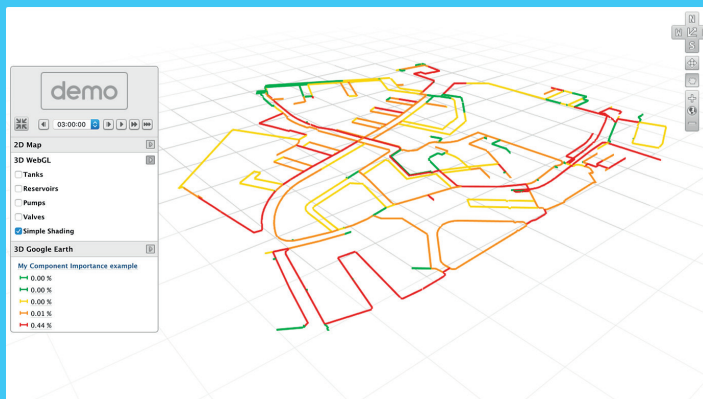 demo
03:00:00
2D Map
3D WebGL
Tanks
Reservoirs
Pumps
Valves
Simple Shading
3D Google Earth
My Component Importance example
0.00 %
0.00 %
0.00 %
0.01 %
0.44 %
N
W
S